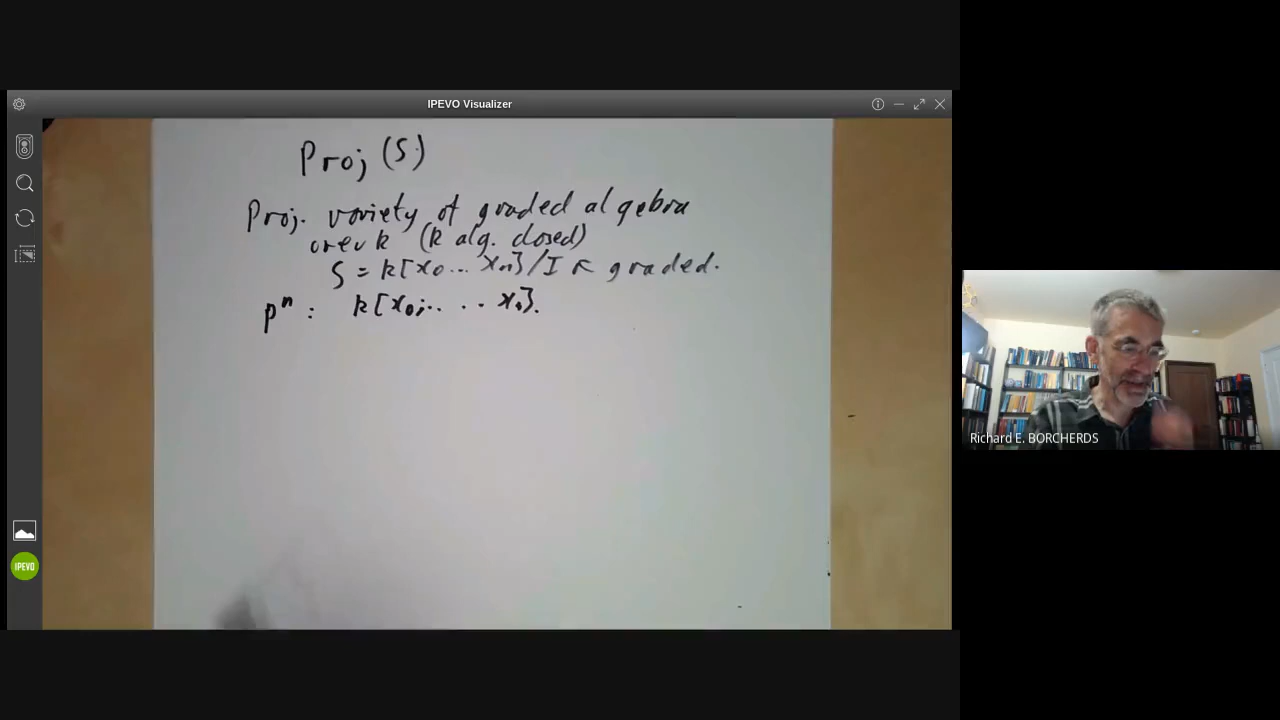 IPEVO Visualizer
Proj (S)
Proj. variety of graded algebra
over k (k alg. closed)
S = k[x0... xn]/I ← graded.
Pⁿ : k[x0,... .. xn].
IPEVO
Richard E. BORCHERDS